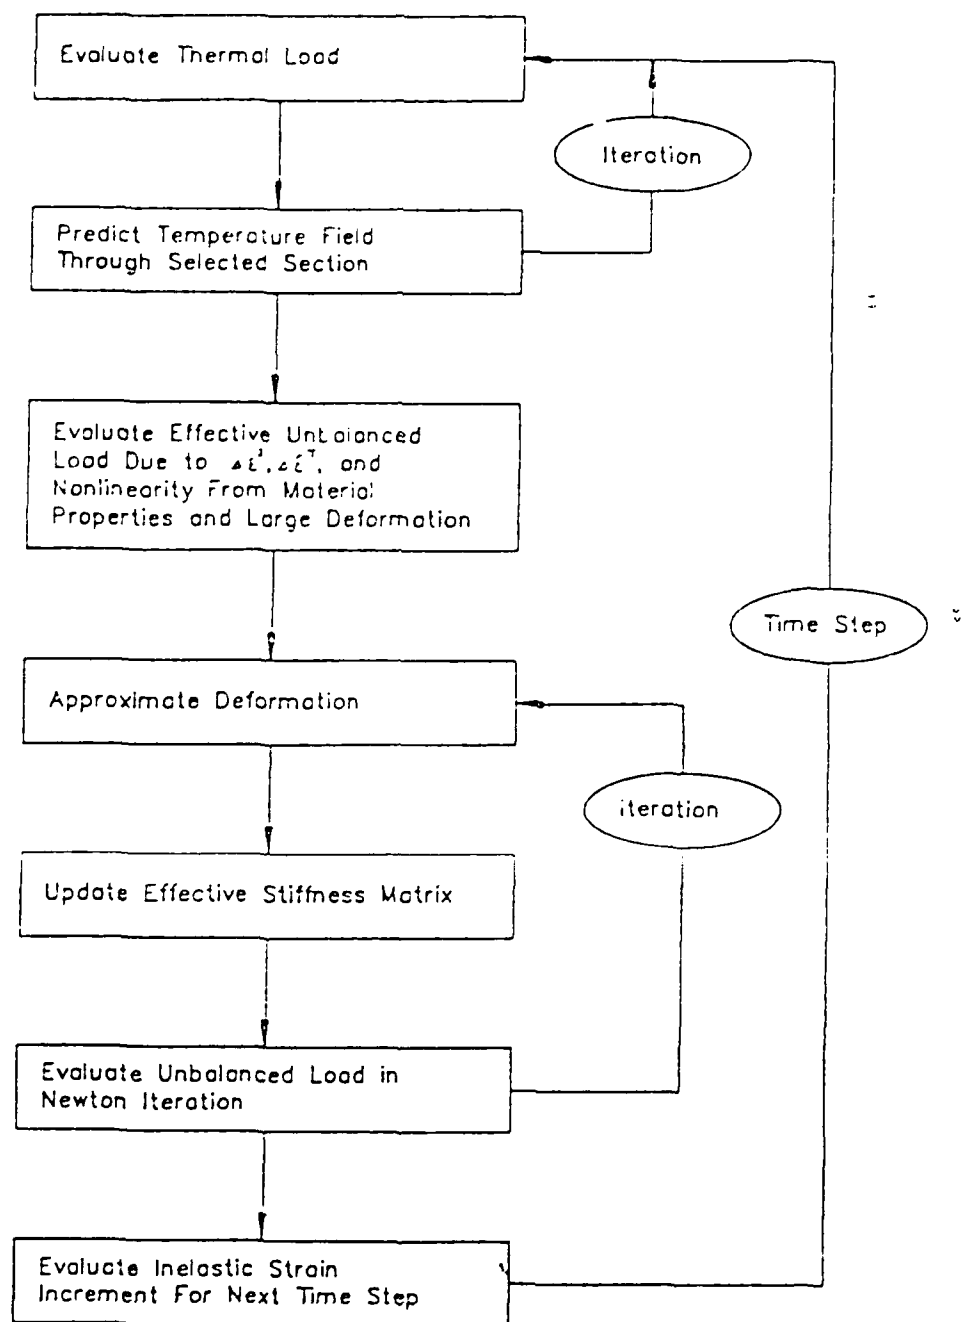 Evaluate Thermal Load
Iteration
Predict Temperature Field
Through Selected Section
Evaluate Effective Unbalanced
Load Due to and
Nonlinearity From Material
Properties and Large Deformation
Time Step
Approximate Deformation
iteration
Update Effective Stiffness Matrix
Evaluate Unbalanced Load in
Newton Iteration
Evaluate Inelastic Strain
Increment For Next Time Step